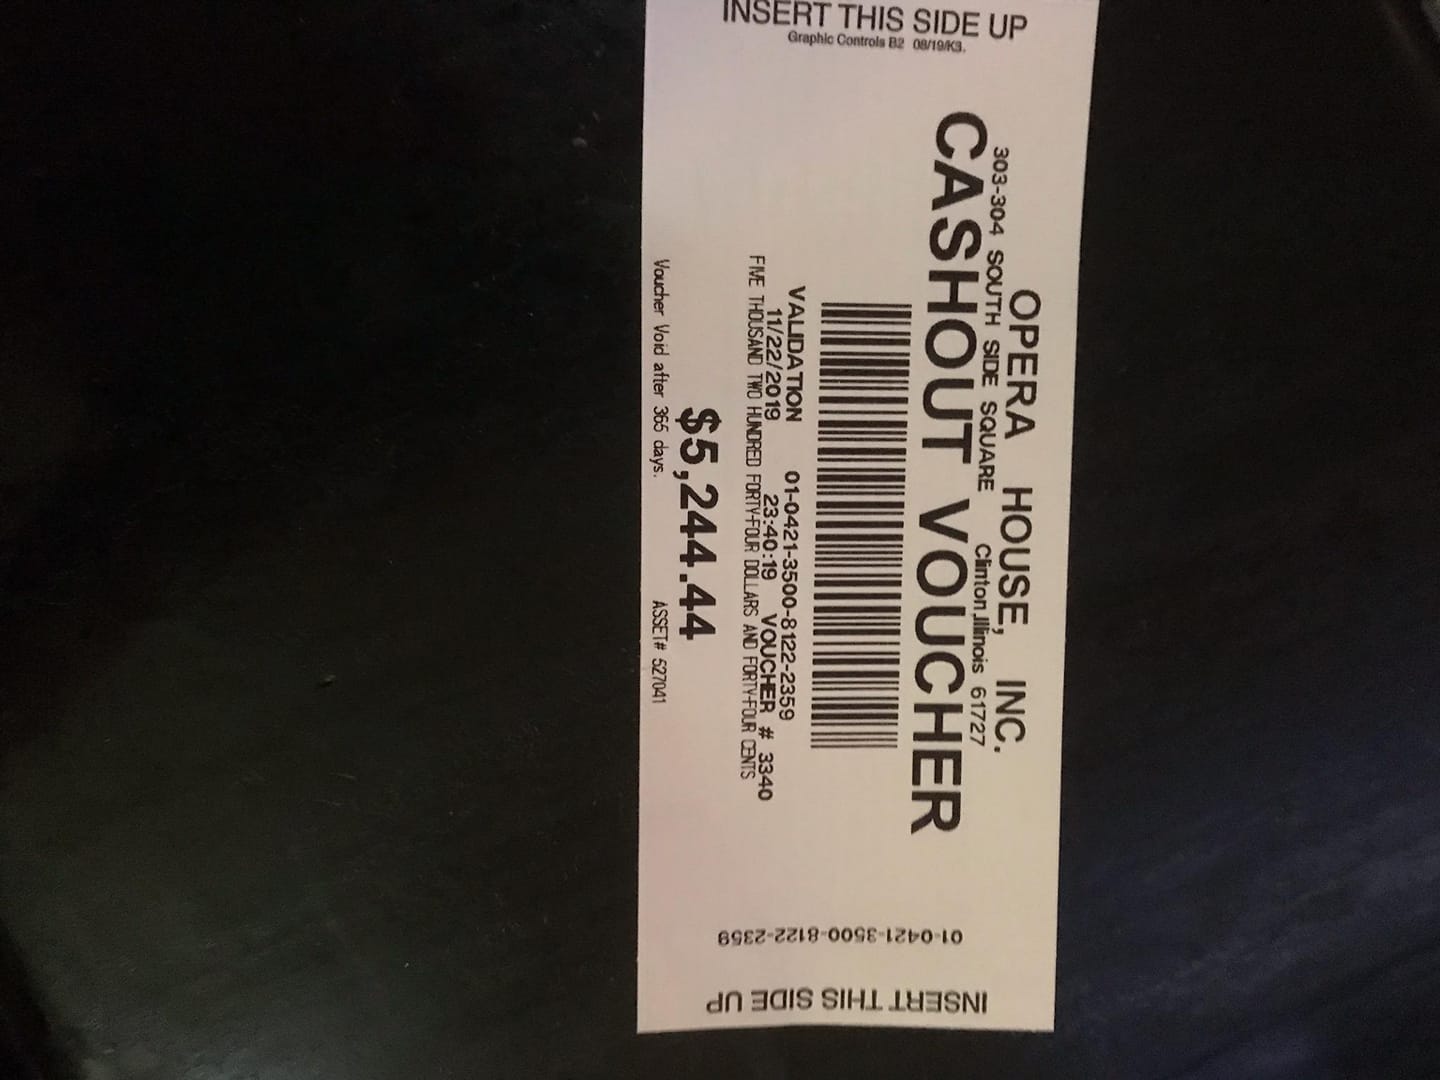 INSERT THIS SIDE UP
Graphic Controls B2 08/19/K3.
OPERA HOUSE, INC.
303-304 SOUTH SIDE SQUARE Clinton,Illinois 61727
CASHOUT VOUCHER
VALIDATION 01-0421-3500-8122-2359
11/22/2019 23:40:19 VOUCHER # 3340
FIVE THOUSAND TWO HUNDRED FORTY-FOUR DOLLARS AND FORTY-FOUR CENTS
$5,244.44
Voucher Void after 365 days. ASSET# 527041
01-0421-3500-8122-2359
INSERT THIS SIDE UP